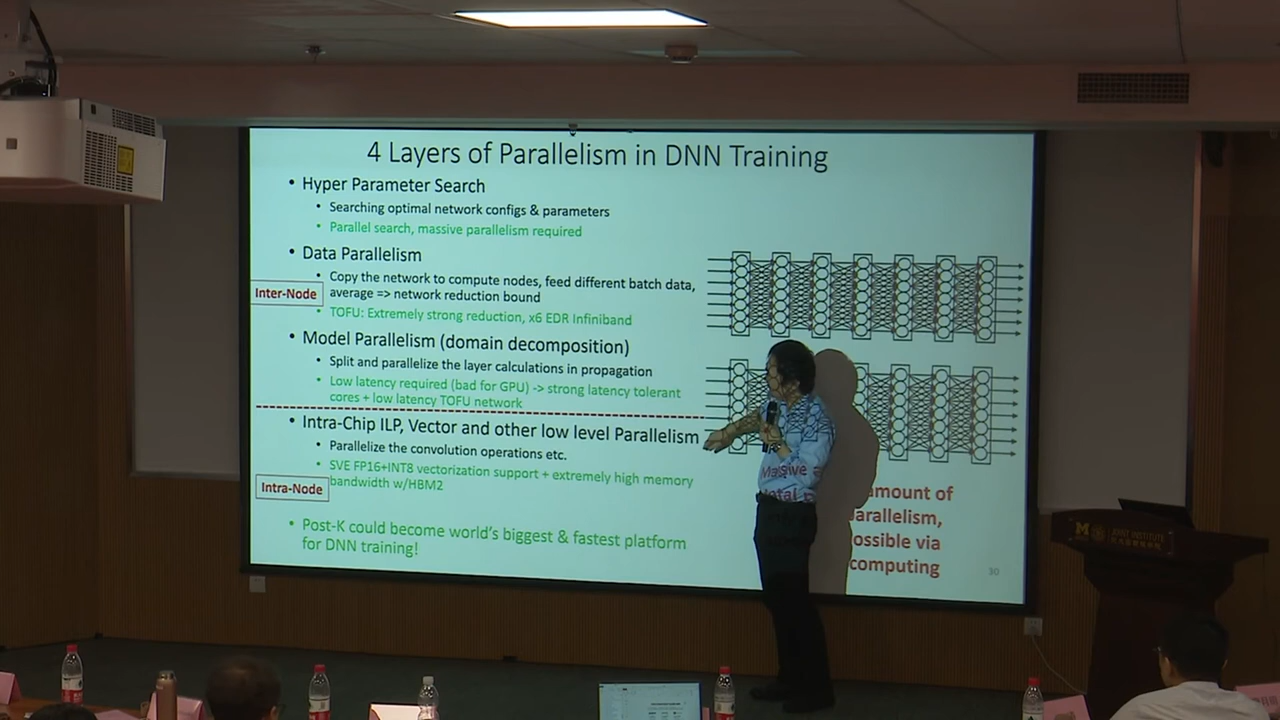 4 Layers of Parallelism in DNN Training
• Hyper Parameter Search
• Searching optimal network configs & parameters
• Parallel search, massive parallelism required
• Data Parallelism
• Copy the network to compute nodes, feed different batch data,
average => network reduction bound
Inter-Node
• TOFU: Extremely strong reduction, x6 EDR Infiniband
• Model Parallelism (domain decomposition)
• Split and parallelize the layer calculations in propagation
• Low latency required (bad for GPU) -> strong latency tolerant
cores + low latency TOFU network
• Intra-Chip ILP, Vector and other low level Parallelism
• Parallelize the convolution operations etc.
• SVE FP16+INT8 vectorization support + extremely high memory
bandwidth w/HBM2
Intra-Node
• Post-K could become world's biggest & fastest platform
for DNN training!
Massive amount of
parallelism,
possible via
computing
30
M
JOINT INSTITUTE